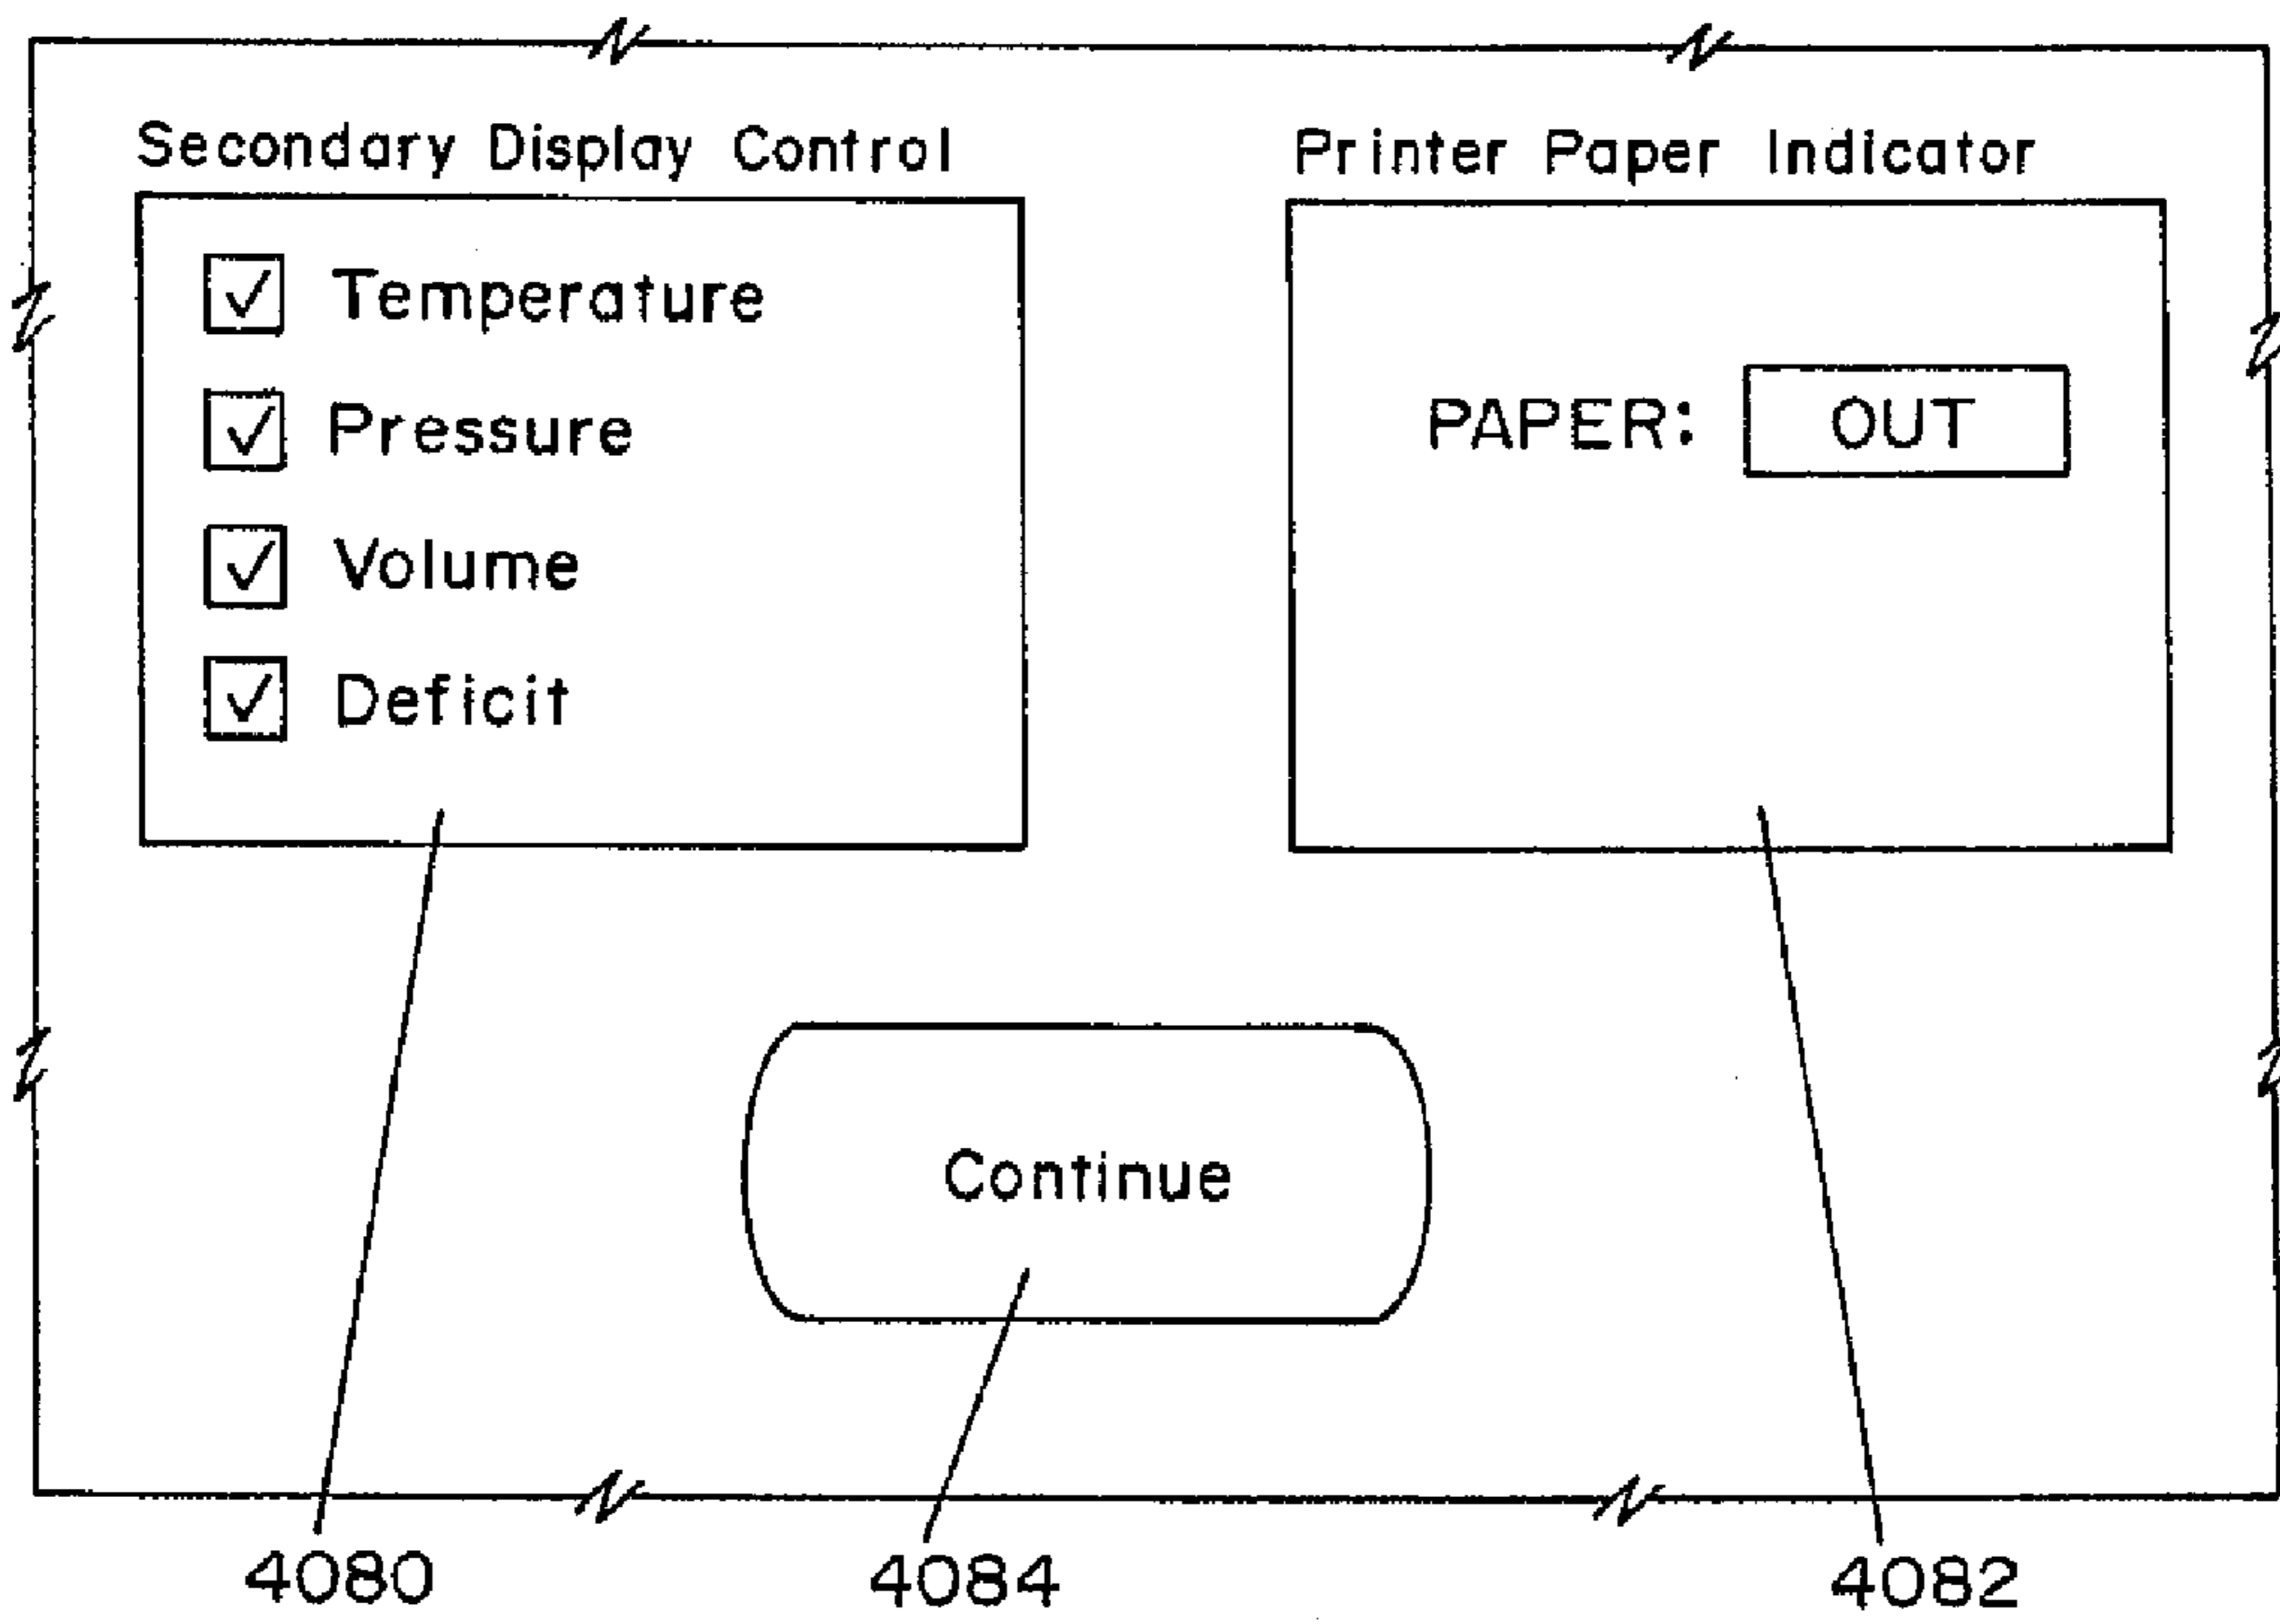 Secondary Display Control
Temperature
Pressure
Volume
Deficit
Printer Paper Indicator
PAPER: OUT
Continue
4080
4084
4082